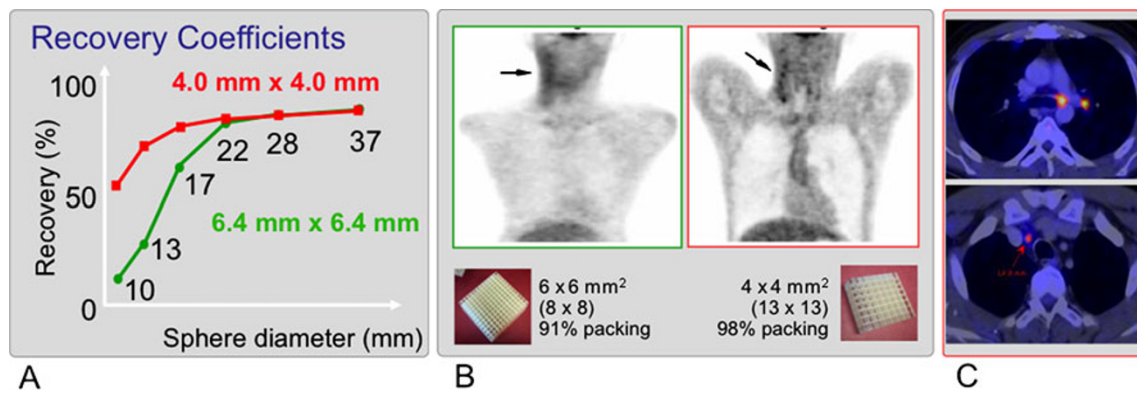 Recovery Coefficients
100
4.0 mm x 4.0 mm
Recovery (%)
22
28
37
50
17
6.4 mm x 6.4 mm
13
10
0
Sphere diameter (mm)
A
6 x 6 mm²
(8 x 8)
91% packing
4 x 4 mm²
(13 x 13)
98% packing
B
C